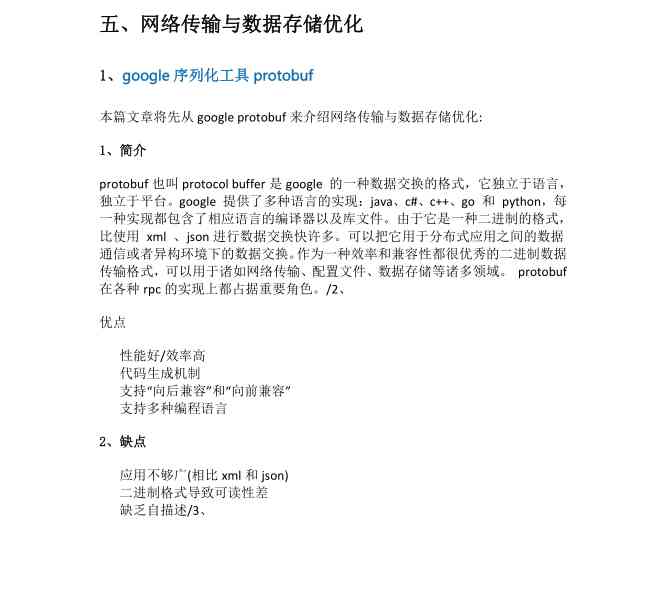 五、网络传输与数据存储优化
1、google 序列化工具 protobuf
本篇文章将先从 google protobuf 来介绍网络传输与数据存储优化:
1、简介
protobuf 也叫 protocol buffer 是 google 的一种数据交换的格式，它独立于语言，
独立于平台。google 提供了多种语言的实现：java、c#、c++、go 和 python，每
一种实现都包含了相应语言的编译器以及库文件。由于它是一种二进制的格式，
比使用 xml 、json 进行数据交换快许多。可以把它用于分布式应用之间的数据
通信或者异构环境下的数据交换。作为一种效率和兼容性都很优秀的二进制数据
传输格式，可以用于诸如网络传输、配置文件、数据存储等诸多领域。 protobuf
在各种 rpc 的实现上都占据重要角色。/2、
优点
性能好/效率高
代码生成机制
支持“向后兼容”和“向前兼容”
支持多种编程语言
2、缺点
应用不够广(相比 xml 和 json)
二进制格式导致可读性差
缺乏自描述/3、